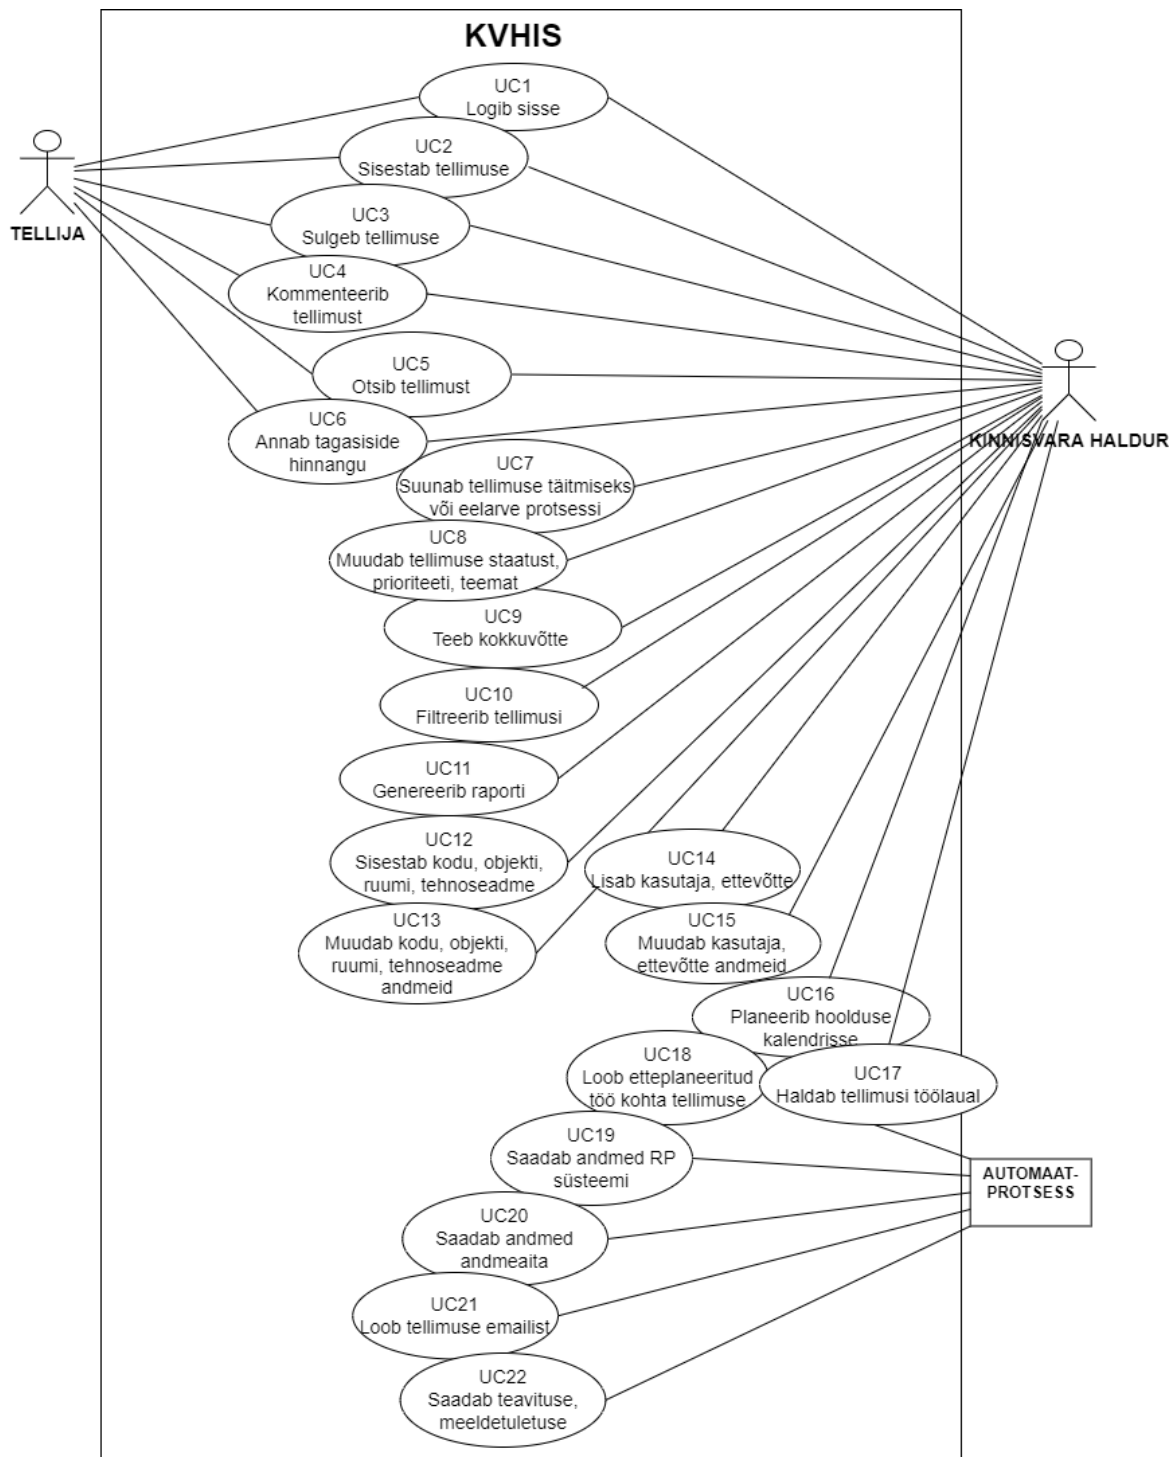 KVHIS
UC1
Logib sisse
UC2
Sisestab tellimuse
TELLIJA
UC3
Sulgeb tellimuse
UC4
Kommenteerib
tellimust
UC5
Otsib tellimust
KINNISVARA HALDUR
UC6
Annab tagasiside
hinnangu
UC7
Suunab tellimuse täitmiseks
või eelarve protsessi
UC8
Muudab tellimuse staatust,
prioriteeti, teemat
UC9
Teeb kokkuvõtte
UC10
Filtreerib tellimusi
UC11
Genereerib raporti
UC12
Sisestab kodu, objekti,
ruumi, tehnoseadme
UC14
Lisab kasutaja, ettevõtte
UC13
Muudab kodu, objekti,
ruumi, tehnoseadme
andmeid
UC15
Muudab kasutaja,
ettevõtte andmeid
UC16
Planeerib hoolduse
kalendrisse
UC18
Loob etteplaneeritud
töö kohta tellimuse
UC17
Haldab tellimusi töölaual
UC19
Saadab andmed RP
süsteemi
AUTOMAAT-
PROTSESS
UC20
Saadab andmed
andmeaita
UC21
Loob tellimuse emailist
UC22
Saadab teavituse,
meeldetuletuse